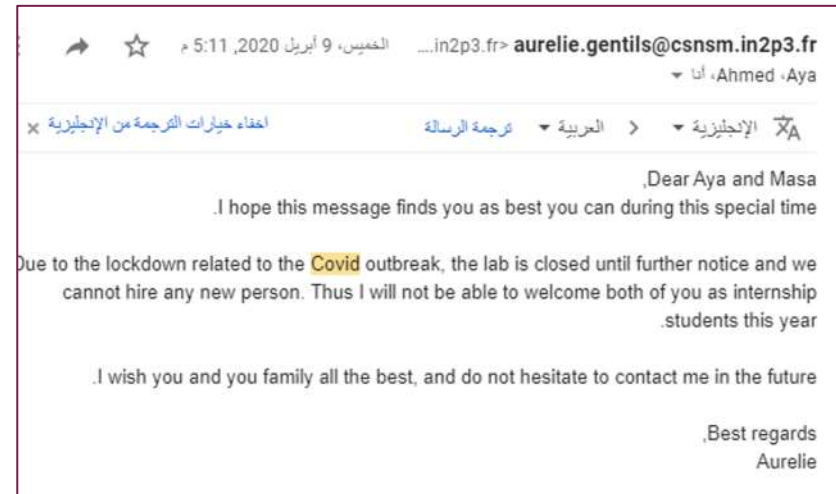 aurelie.gentils@csnsm.in2p3.fr <in2p3.fr.... الخميس، 9 أبريل 2020, 5:11 م
Aya، Ahmed، أنا
الإنجليزية العربية ترجمة الرسالة اخفاء خيارات الترجمة من الإنجليزية x
Dear Aya and Masa,
I hope this message finds you as best you can during this special time.
Due to the lockdown related to the Covid outbreak, the lab is closed until further notice and we
cannot hire any new person. Thus I will not be able to welcome both of you as internship
students this year.
I wish you and you family all the best, and do not hesitate to contact me in the future.
Best regards,
Aurelie